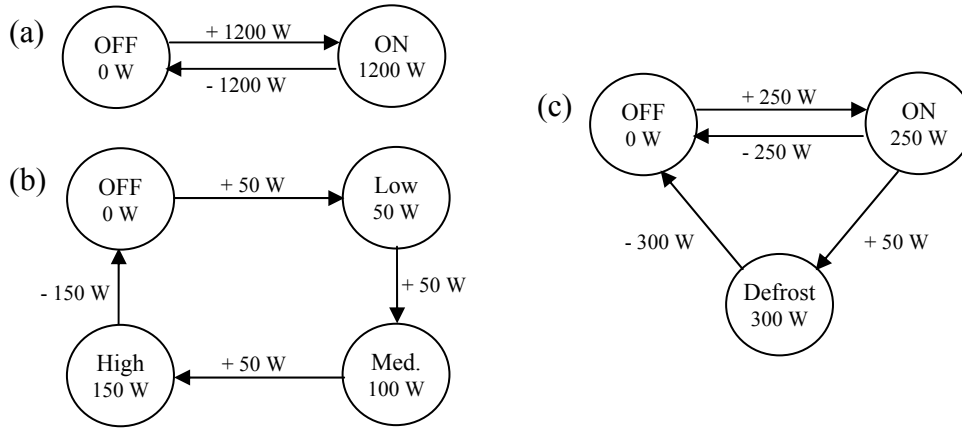 (a)
OFF
0 W
+ 1200 W
- 1200 W
ON
1200 W
(b)
OFF
0 W
+ 50 W
Low
50 W
+ 50 W
Med.
100 W
+ 50 W
High
150 W
- 150 W
(c)
OFF
0 W
+ 250 W
- 250 W
ON
250 W
+ 50 W
Defrost
300 W
- 300 W